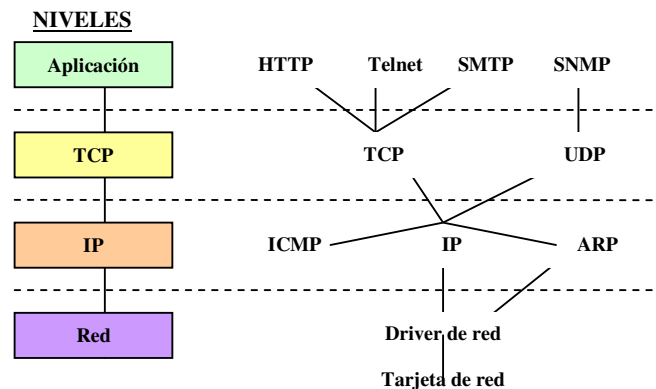 NIVELES
Aplicación HTTP Telnet SMTP SNMP
TCP TCP UDP
IP ICMP IP ARP
Red Driver de red
Tarjeta de red